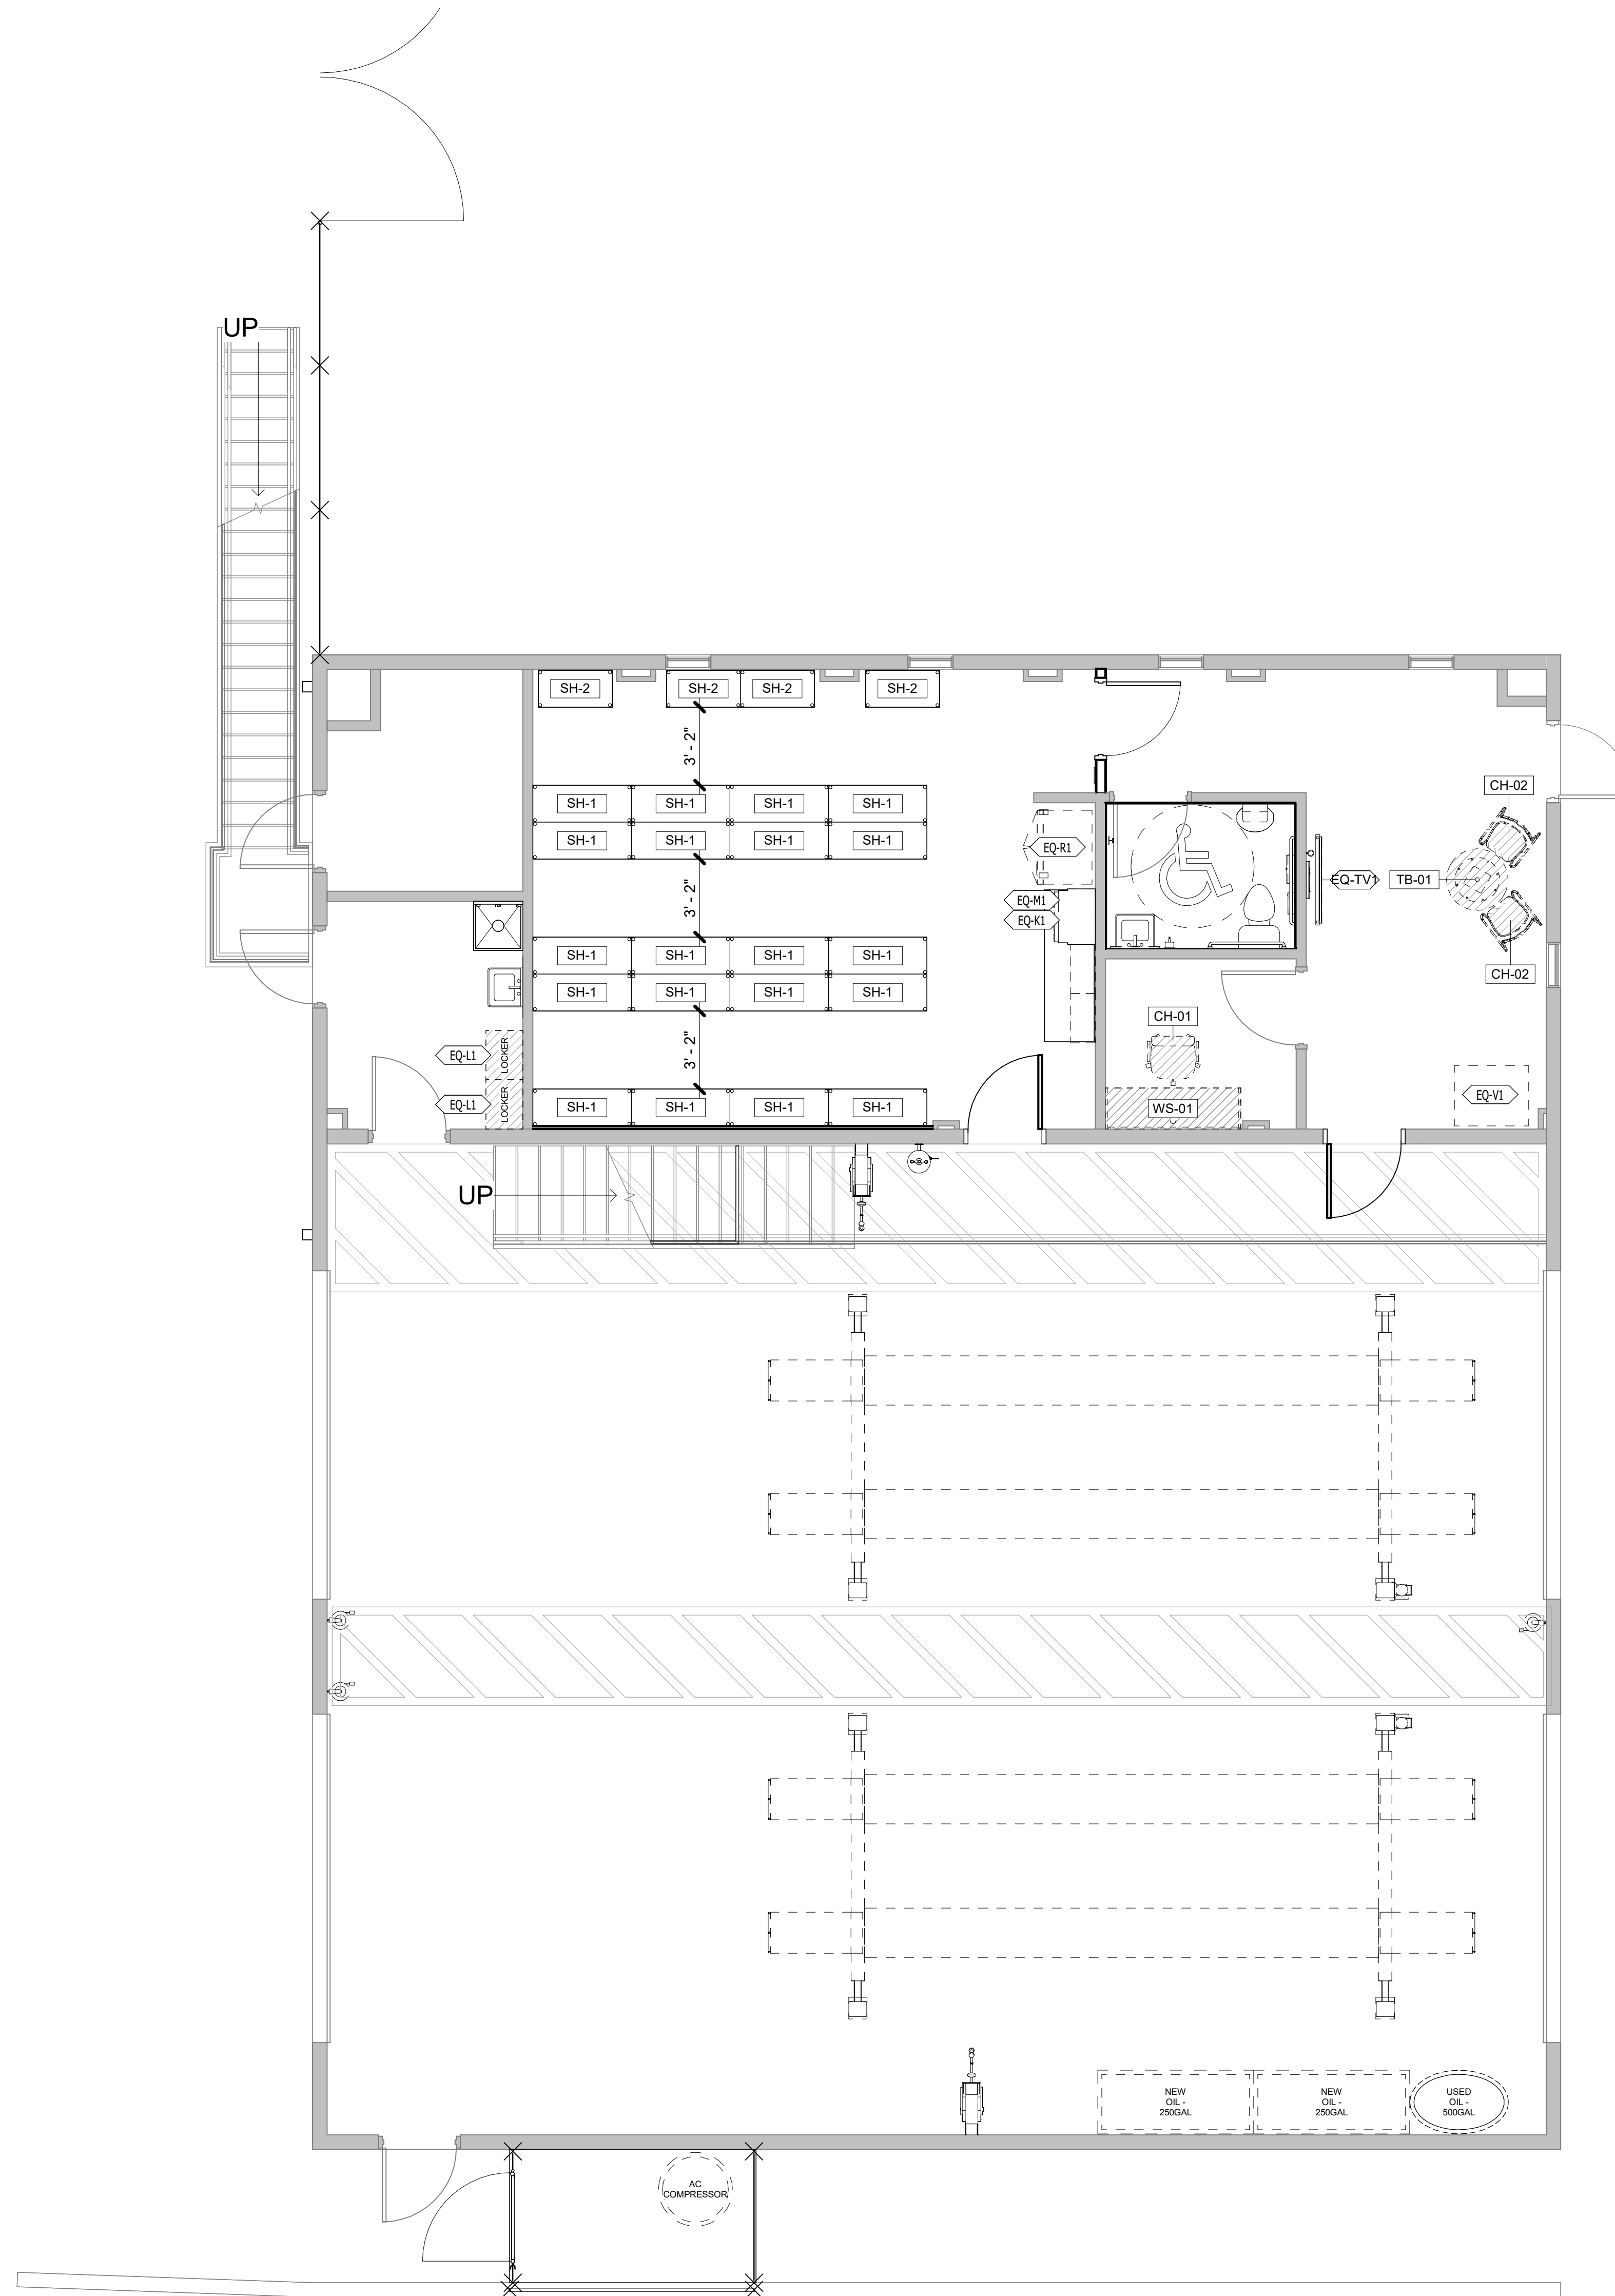 UP
SH-2
SH-2
SH-2
SH-2
3' - 2"
CH-02
SH-1
SH-1
SH-1
SH-1
SH-1
SH-1
SH-1
SH-1
EQ-R1
EQ-TV1
TB-01
EQ-M1
EQ-K1
3' - 2"
SH-1
SH-1
SH-1
SH-1
CH-02
SH-1
SH-1
SH-1
SH-1
CH-01
EQ-L1
LOCKER
3' - 2"
EQ-V1
EQ-L1
LOCKER
SH-1
SH-1
SH-1
SH-1
WS-01
UP
NEW
OIL -
250GAL
NEW
OIL -
250GAL
USED
OIL -
500GAL
AC
COMPRESSOR